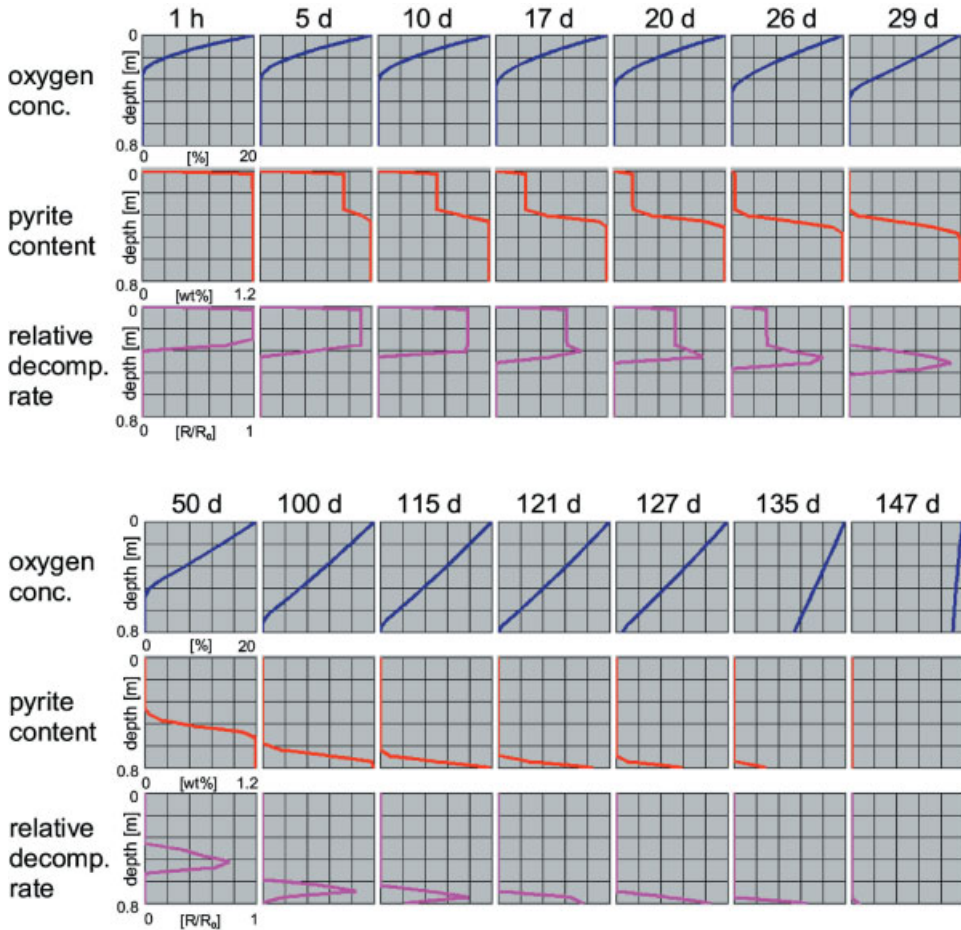 1 h 5 d 10 d 17 d 20 d 26 d 29 d
oxygen
conc.
0
depth [m]
0.8
0 [%] 20
pyrite
content
0
depth [m]
0.8
0 [wt%] 1.2
relative
decomp.
rate
0
depth [m]
0.8
0 [R/R₀] 1
50 d 100 d 115 d 121 d 127 d 135 d 147 d
oxygen
conc.
0
depth [m]
0.8
0 [%] 20
pyrite
content
0
depth [m]
0.8
0 [wt%] 1.2
relative
decomp.
rate
0
depth [m]
0.8
0 [R/R₀] 1